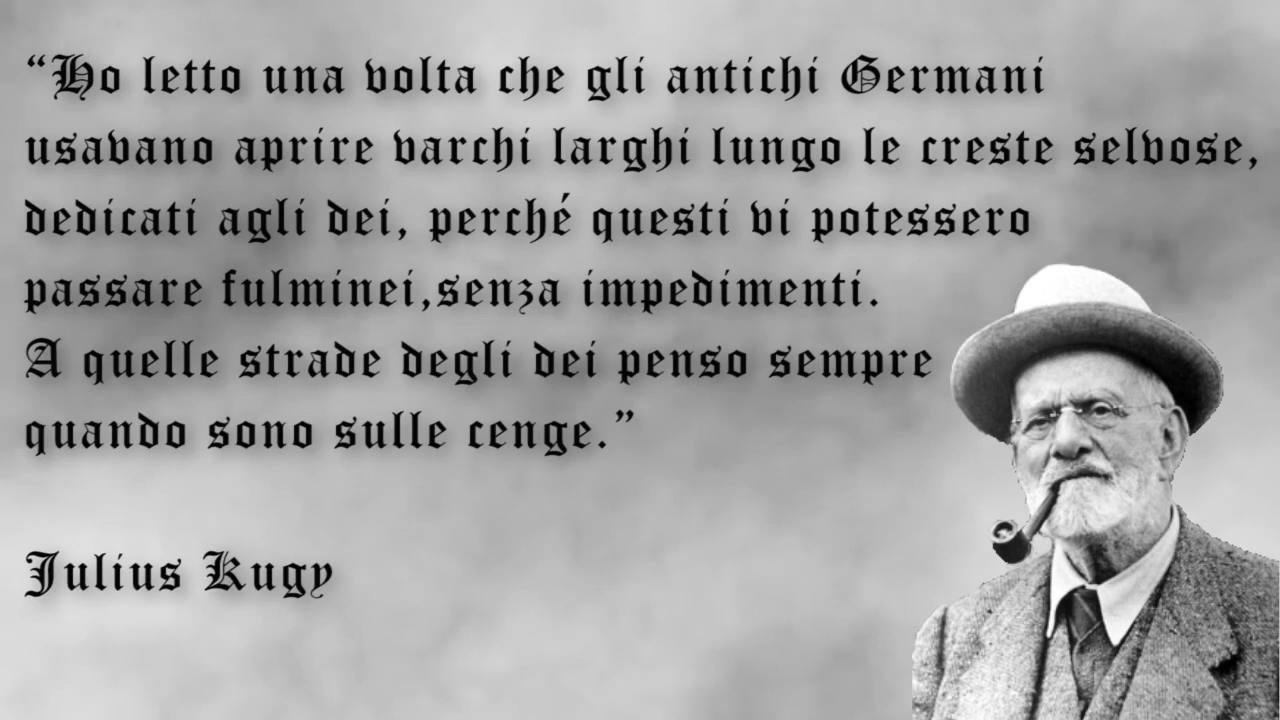 “Ho letto una volta che gli antichi Germani
usavano aprire varchi larghi lungo le creste selvose,
dedicati agli dei, perché questi vi potessero
passare fulminei,senza impedimenti.
A quelle strade degli dei penso sempre
quando sono sulle cenge.”
Julius Kugy